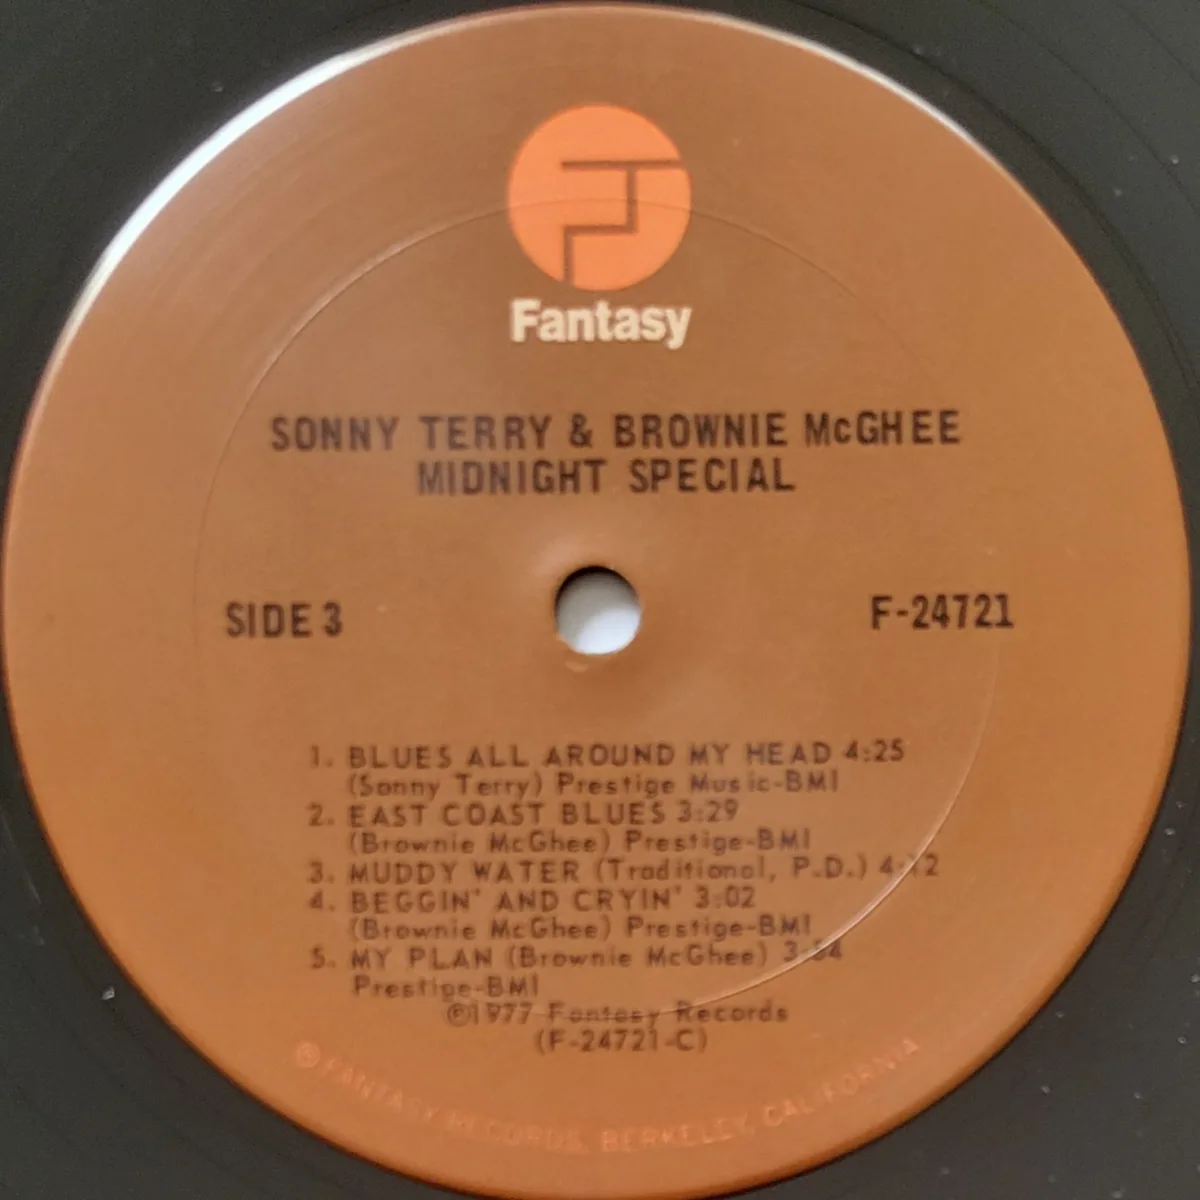 Fantasy
SONNY TERRY & BROWNIE McGHEE
MIDNIGHT SPECIAL
SIDE 3
F-24721
1. BLUES ALL AROUND MY HEAD 4:25
(Sonny Terry) Prestige Music-BMI
2. EAST COAST BLUES 3:29
(Brownie McGhee) Prestige-BMI
3. MUDDY WATER (Traditional, P.D.) 4:12
4. BEGGIN' AND CRYIN' 3:02
(Brownie McGhee) Prestige-BMI
5. MY PLAN (Brownie McGhee)
Prestige-BMI
℗1977 Fantasy Records
(F-24721-C)
FANTASY RECORDS, BERKELEY, CALIFORNIA